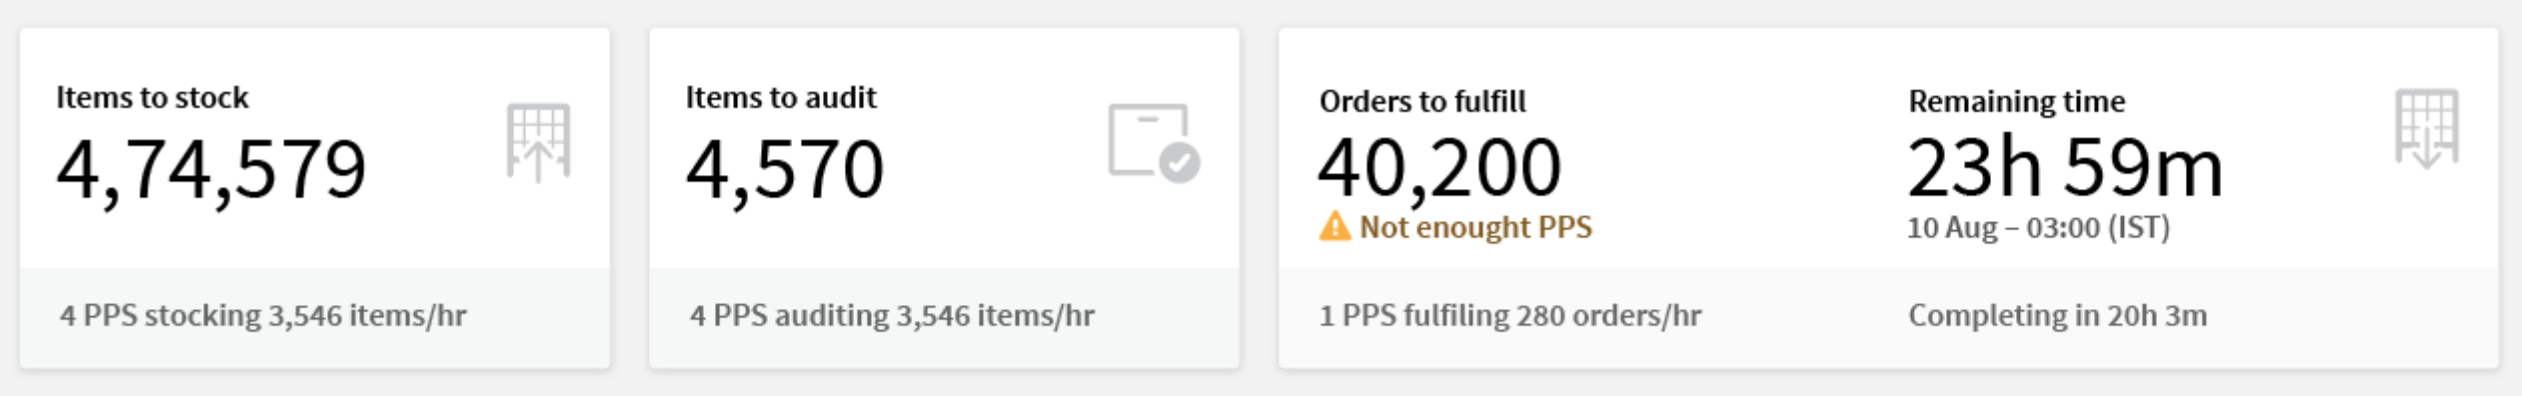 Items to stock
4,74,579
4 PPS stocking 3,546 items/hr
Items to audit
4,570
4 PPS auditing 3,546 items/hr
Orders to fulfill
40,200
Not enought PPS
1 PPS fulfiling 280 orders/hr
Remaining time
23h 59m
10 Aug – 03:00 (IST)
Completing in 20h 3m